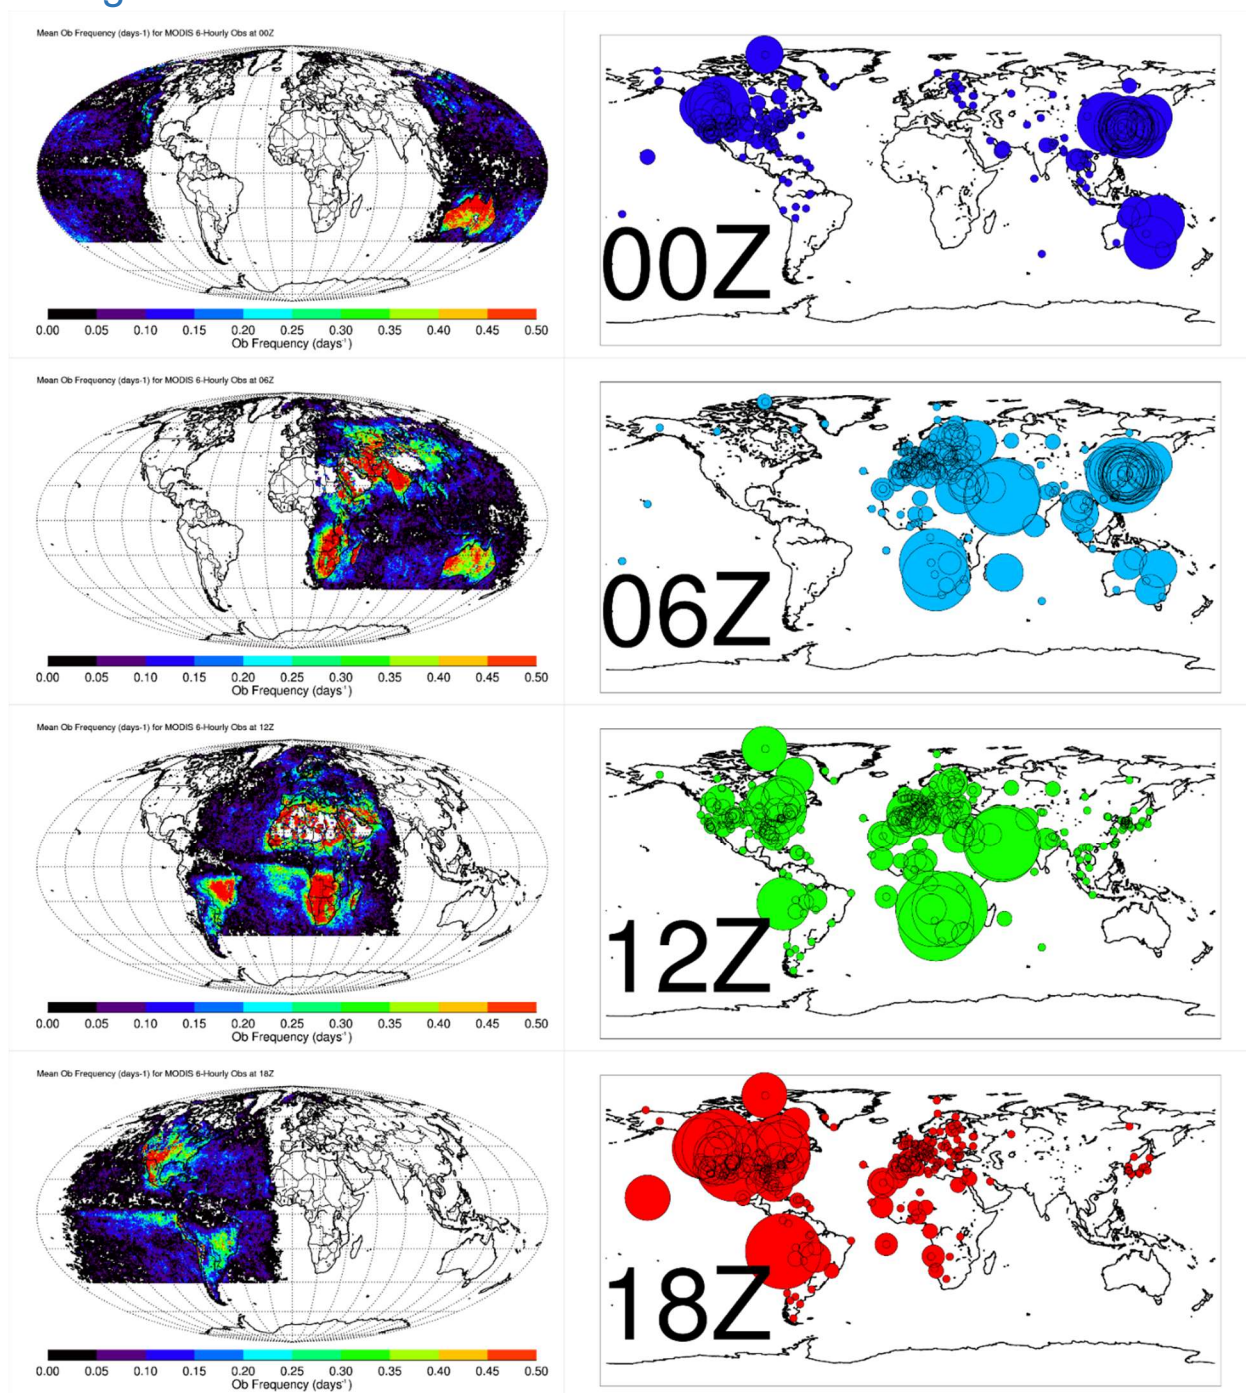 Mean Ob Frequency (days-1) for MODIS 6-Hourly Obs at 00Z
0.00 0.05 0.10 0.15 0.20 0.25 0.30 0.35 0.40 0.45 0.50
Ob Frequency (days⁻¹)
00Z
Mean Ob Frequency (days-1) for MODIS 6-Hourly Obs at 06Z
0.00 0.05 0.10 0.15 0.20 0.25 0.30 0.35 0.40 0.45 0.50
Ob Frequency (days⁻¹)
06Z
Mean Ob Frequency (days-1) for MODIS 6-Hourly Obs at 12Z
0.00 0.05 0.10 0.15 0.20 0.25 0.30 0.35 0.40 0.45 0.50
Ob Frequency (days⁻¹)
12Z
Mean Ob Frequency (days-1) for MODIS 6-Hourly Obs at 18Z
0.00 0.05 0.10 0.15 0.20 0.25 0.30 0.35 0.40 0.45 0.50
Ob Frequency (days⁻¹)
18Z